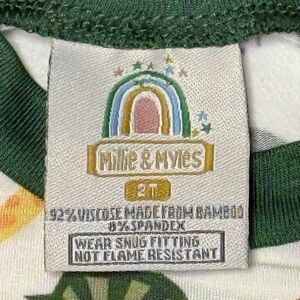 Millie & Myles
2T
92% VISCOSE MADE FROM BAMBOO
8% SPANDEX
WEAR SNUG FITTING
NOT FLAME RESISTANT